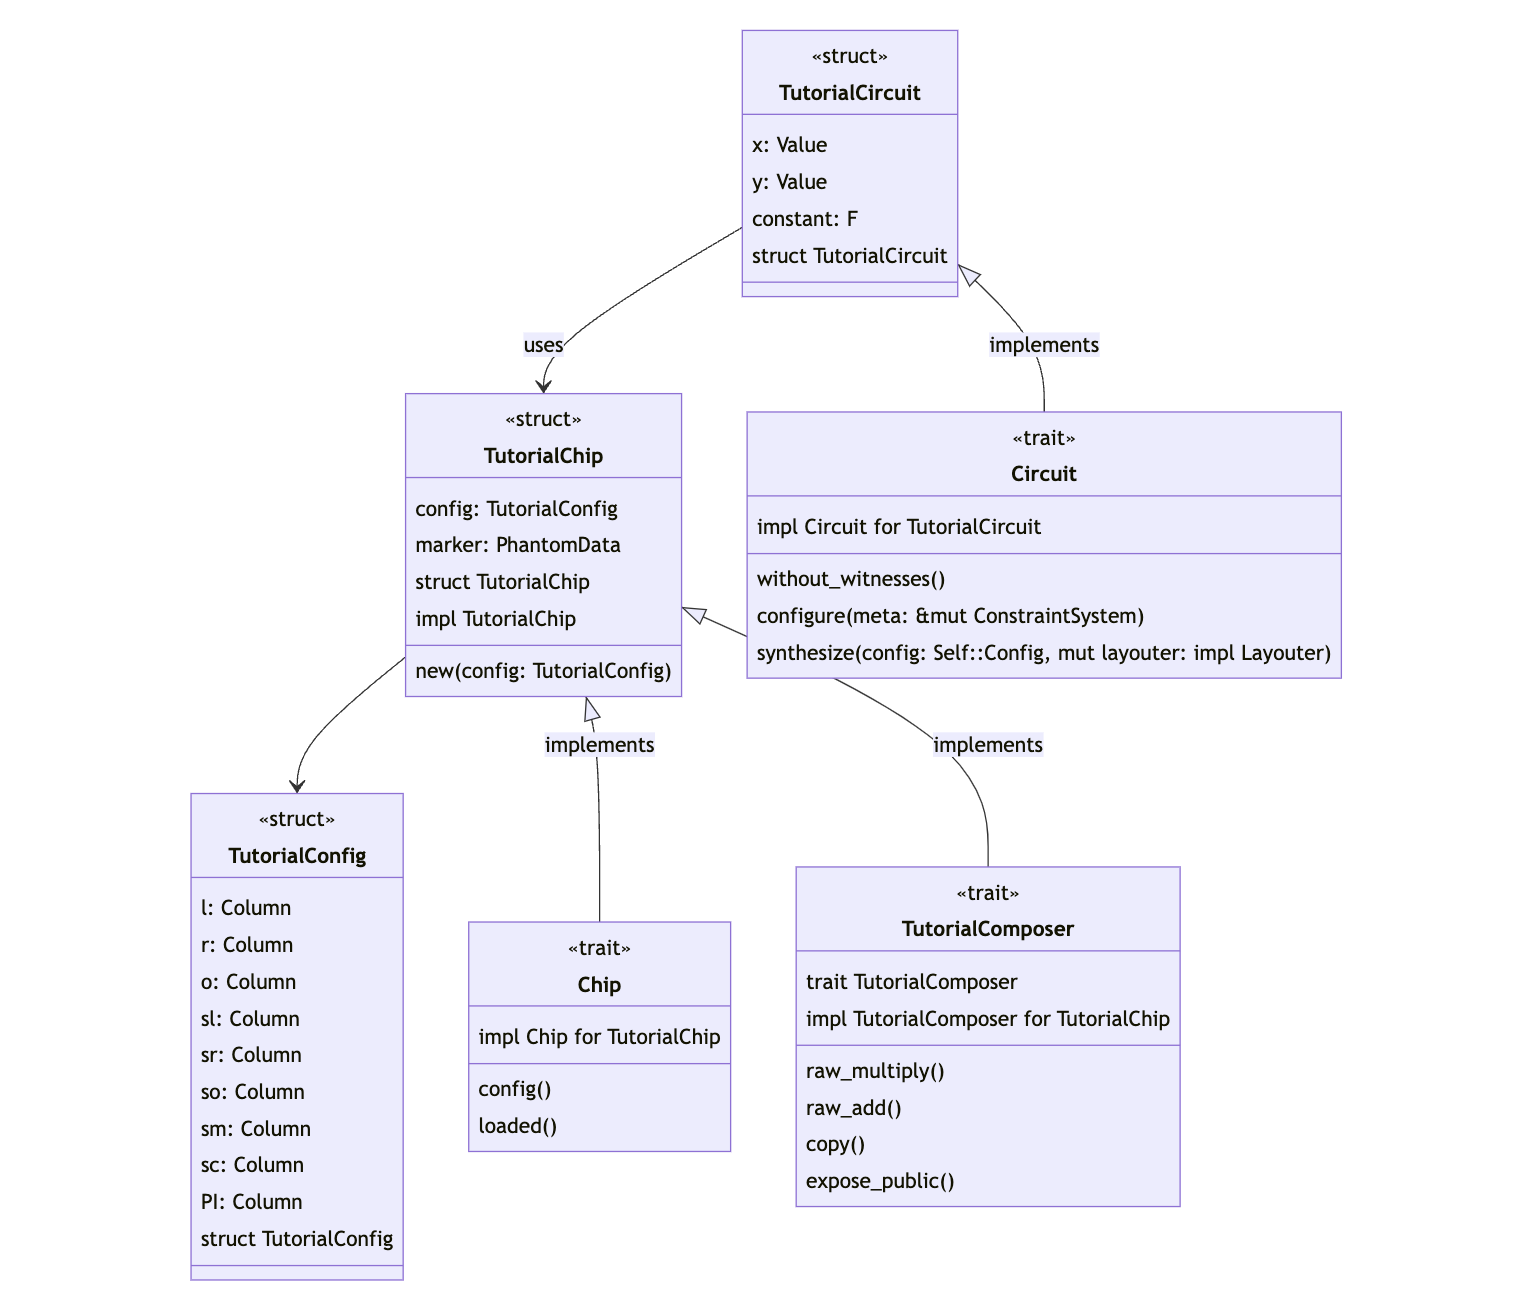 «struct»
TutorialCircuit
x: Value
y: Value
constant: F
struct TutorialCircuit
uses
implements
«struct»
TutorialChip
config: TutorialConfig
marker: PhantomData
struct TutorialChip
impl TutorialChip
new(config: TutorialConfig)
«trait»
Circuit
impl Circuit for TutorialCircuit
without_witnesses()
configure(meta: &mut ConstraintSystem)
synthesize(config: Self::Config, mut layouter: impl Layouter)
implements
implements
«struct»
TutorialConfig
l: Column
r: Column
o: Column
sl: Column
sr: Column
so: Column
sm: Column
sc: Column
PI: Column
struct TutorialConfig
«trait»
Chip
impl Chip for TutorialChip
config()
loaded()
«trait»
TutorialComposer
trait TutorialComposer
impl TutorialComposer for TutorialChip
raw_multiply()
raw_add()
copy()
expose_public()